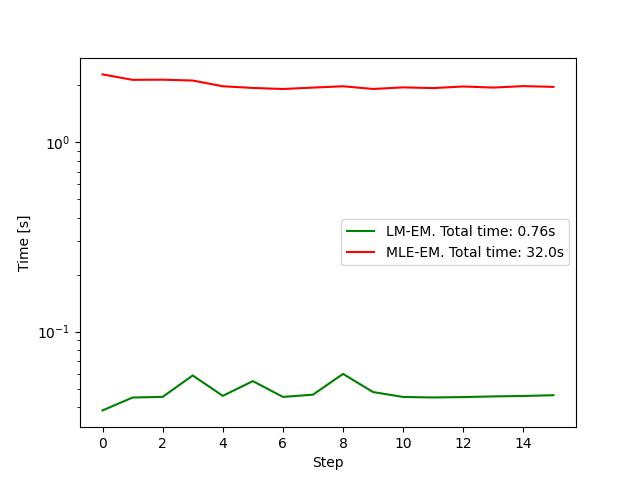 10⁰
10⁻¹
Time [s]
LM-EM. Total time: 0.76s
MLE-EM. Total time: 32.0s
0 2 4 6 8 10 12 14
Step